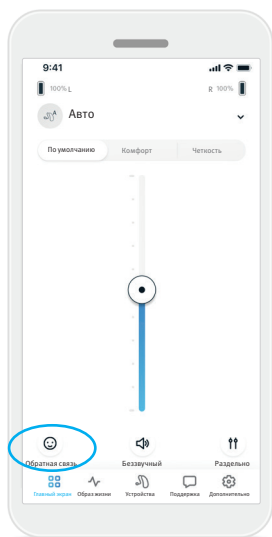 9:41
100% L
R 100%
Авто
По умолчанию Комфорт Четкость
Обратная связь Беззвучный Раздельно
Главный экран Образ жизни Устройства Поддержка Дополнительно